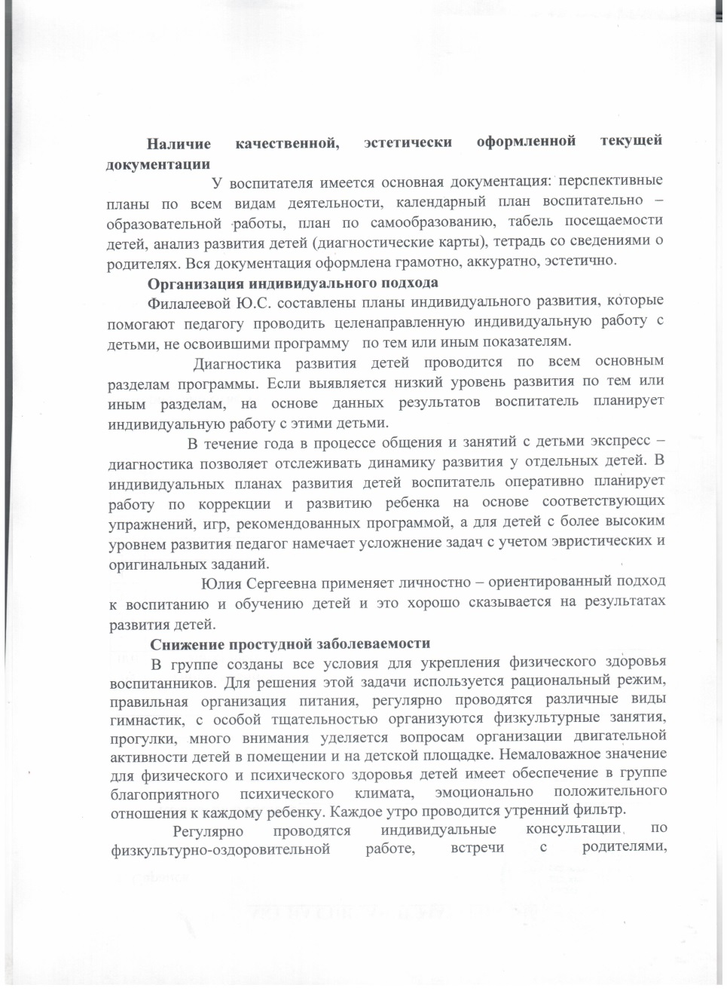 Наличие качественной, эстетически оформленной текущей
документации
У воспитателя имеется основная документация: перспективные
планы по всем видам деятельности, календарный план воспитательно –
образовательной работы, план по самообразованию, табель посещаемости
детей, анализ развития детей (диагностические карты), тетрадь со сведениями о
родителях. Вся документация оформлена грамотно, аккуратно, эстетично.
Организация индивидуального подхода
Филалеевой Ю.С. составлены планы индивидуального развития, которые
помогают педагогу проводить целенаправленную индивидуальную работу с
детьми, не освоившими программу по тем или иным показателям.
Диагностика развития детей проводится по всем основным
разделам программы. Если выявляется низкий уровень развития по тем или
иным разделам, на основе данных результатов воспитатель планирует
индивидуальную работу с этими детьми.
В течение года в процессе общения и занятий с детьми экспресс –
диагностика позволяет отслеживать динамику развития у отдельных детей. В
индивидуальных планах развития детей воспитатель оперативно планирует
работу по коррекции и развитию ребенка на основе соответствующих
упражнений, игр, рекомендованных программой, а для детей с более высоким
уровнем развития педагог намечает усложнение задач с учетом эвристических и
оригинальных заданий.
Юлия Сергеевна применяет личностно – ориентированный подход
к воспитанию и обучению детей и это хорошо сказывается на результатах
развития детей.
Снижение простудной заболеваемости
В группе созданы все условия для укрепления физического здоровья
воспитанников. Для решения этой задачи используется рациональный режим,
правильная организация питания, регулярно проводятся различные виды
гимнастик, с особой тщательностью организуются физкультурные занятия,
прогулки, много внимания уделяется вопросам организации двигательной
активности детей в помещении и на детской площадке. Немаловажное значение
для физического и психического здоровья детей имеет обеспечение в группе
благоприятного психического климата, эмоционально положительного
отношения к каждому ребенку. Каждое утро проводится утренний фильтр.
Регулярно проводятся индивидуальные консультации по
физкультурно-оздоровительной работе, встречи с родителями,